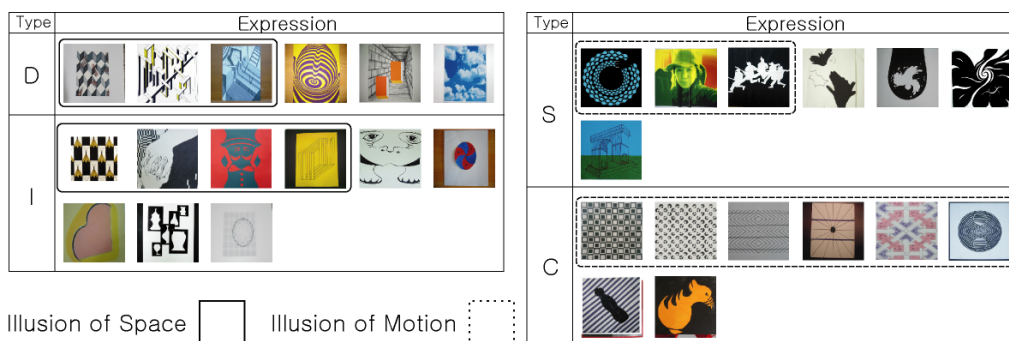 Type Expression
D
I
Illusion of Space
Illusion of Motion
Type Expression
S
C